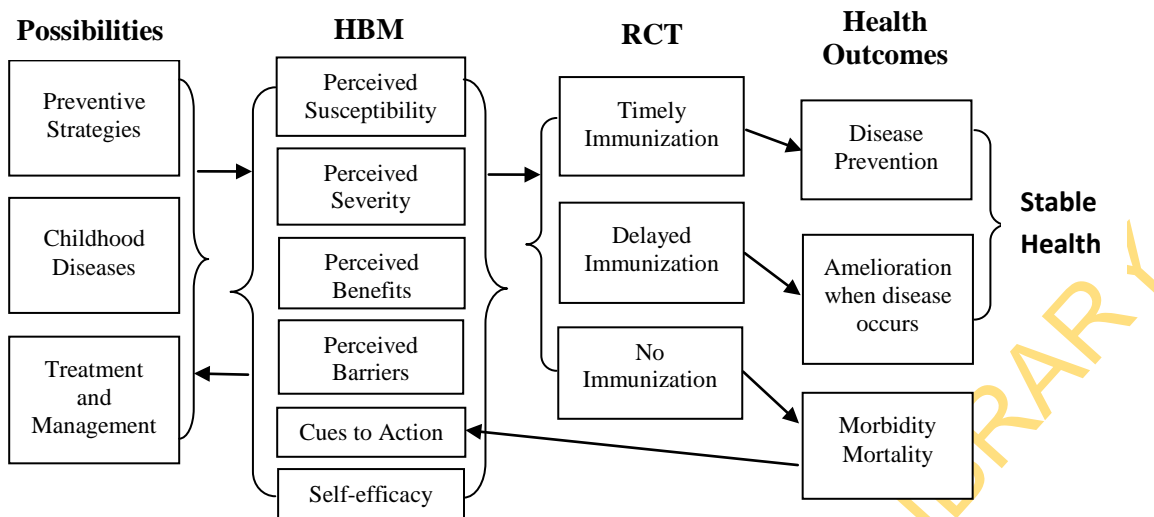 Possibilities
Preventive
Strategies
Childhood
Diseases
Treatment
and
Management
HBM
Perceived
Susceptibility
Perceived
Severity
Perceived
Benefits
Perceived
Barriers
Cues to Action
Self-efficacy
RCT
Timely
Immunization
Delayed
Immunization
No
Immunization
Health
Outcomes
Disease
Prevention
Amelioration
when disease
occurs
Morbidity
Mortality
Stable
Health
BRARY